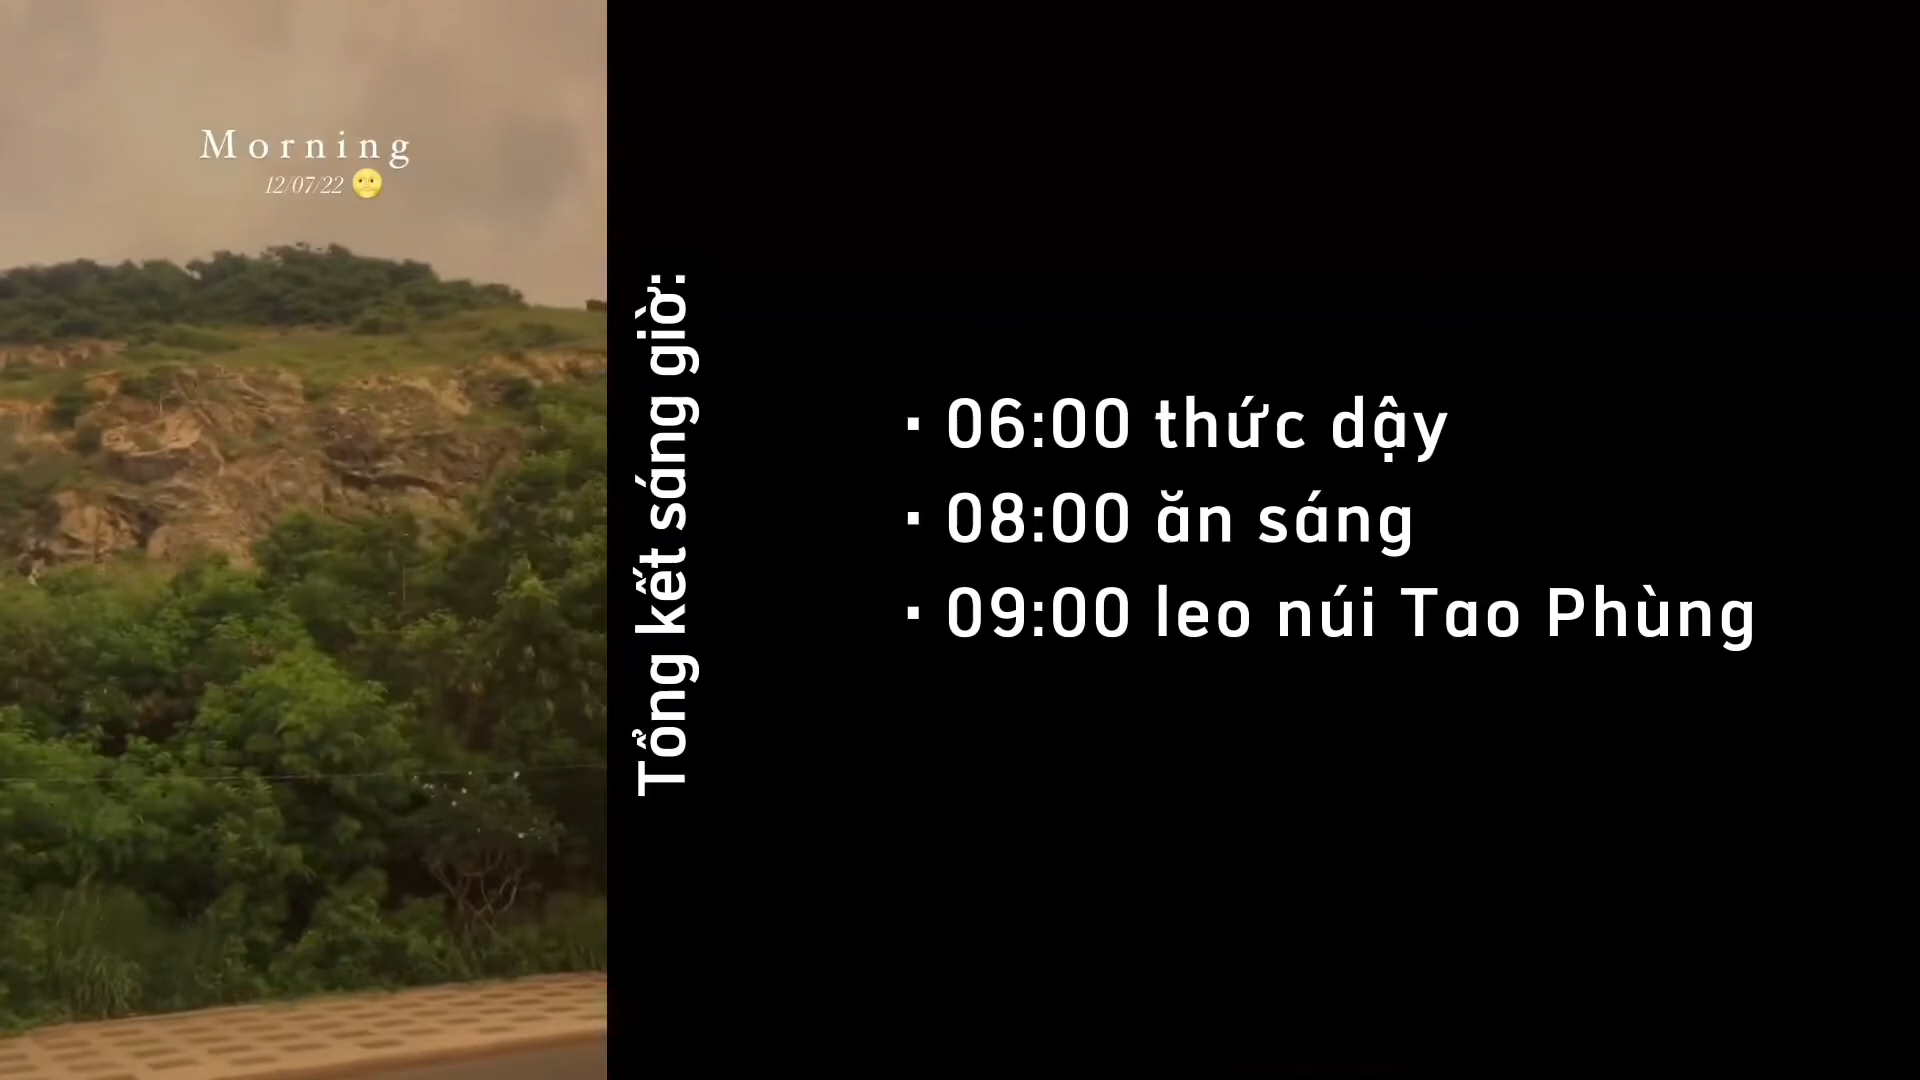 Morning
12/07/22 🌝
Tổng kết sáng giờ:
· 06:00 thức dậy
· 08:00 ăn sáng
· 09:00 leo núi Tao Phùng